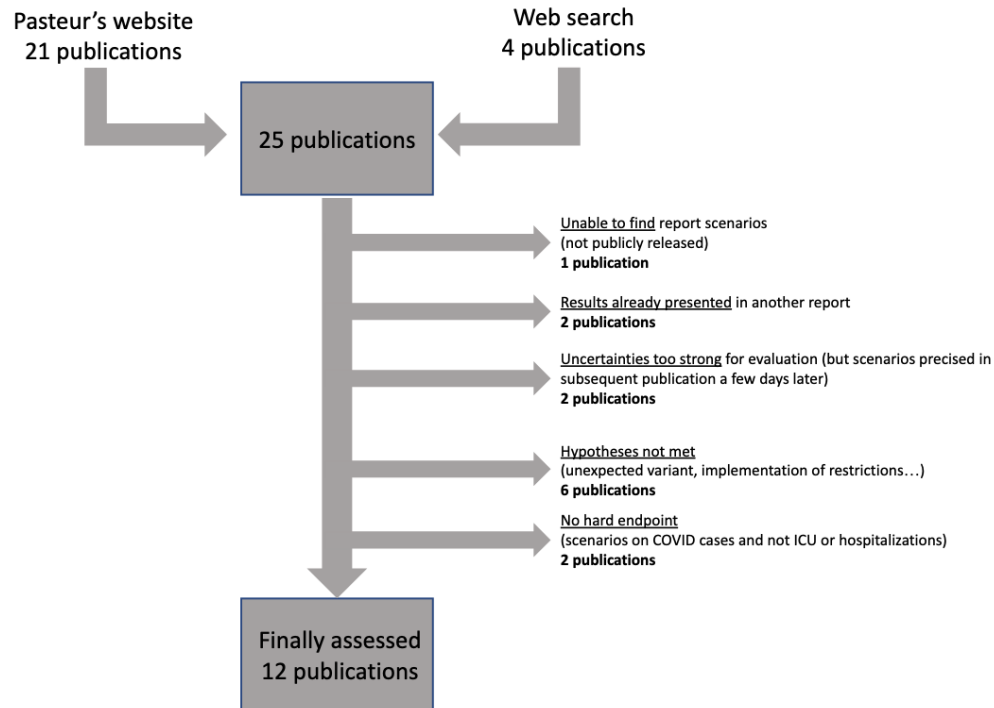 Pasteur's website
21 publications
Web search
4 publications
25 publications
Unable to find report scenarios
(not publicly released)
1 publication
Results already presented in another report
2 publications
Uncertainties too strong for evaluation (but scenarios precised in
subsequent publication a few days later)
2 publications
Hypotheses not met
(unexpected variant, implementation of restrictions…)
6 publications
No hard endpoint
(scenarios on COVID cases and not ICU or hospitalizations)
2 publications
Finally assessed
12 publications